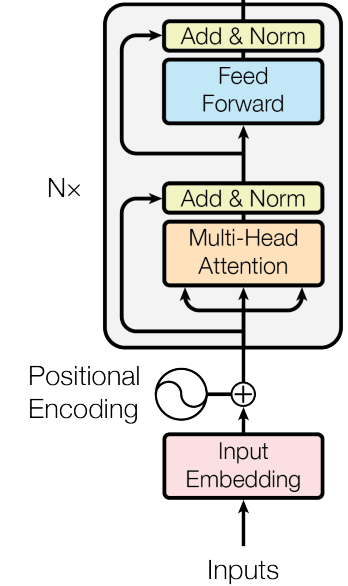 Add & Norm
Feed
Forward
N×
Add & Norm
Multi-Head
Attention
Positional
Encoding
Input
Embedding
Inputs